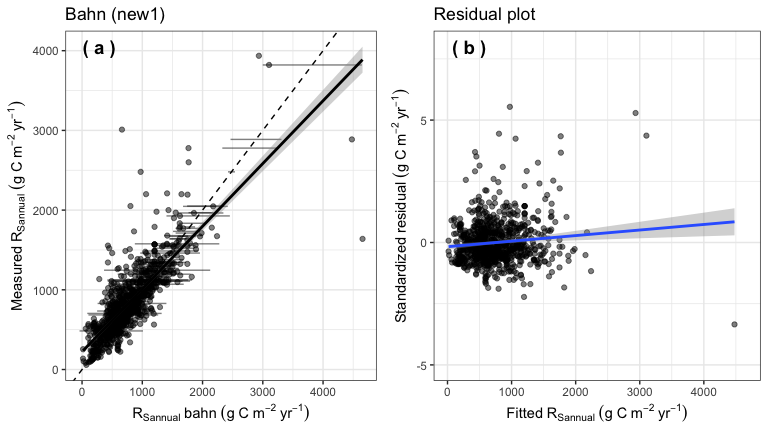 Bahn (new1)
( a )
Measured R_Sannual (g C m⁻² yr⁻¹)
4000
3000
2000
1000
0
0 1000 2000 3000 4000
R_Sannual bahn (g C m⁻² yr⁻¹)
Residual plot
( b )
Standardized residual (g C m⁻² yr⁻¹)
5
0
-5
0 1000 2000 3000 4000
Fitted R_Sannual (g C m⁻² yr⁻¹)